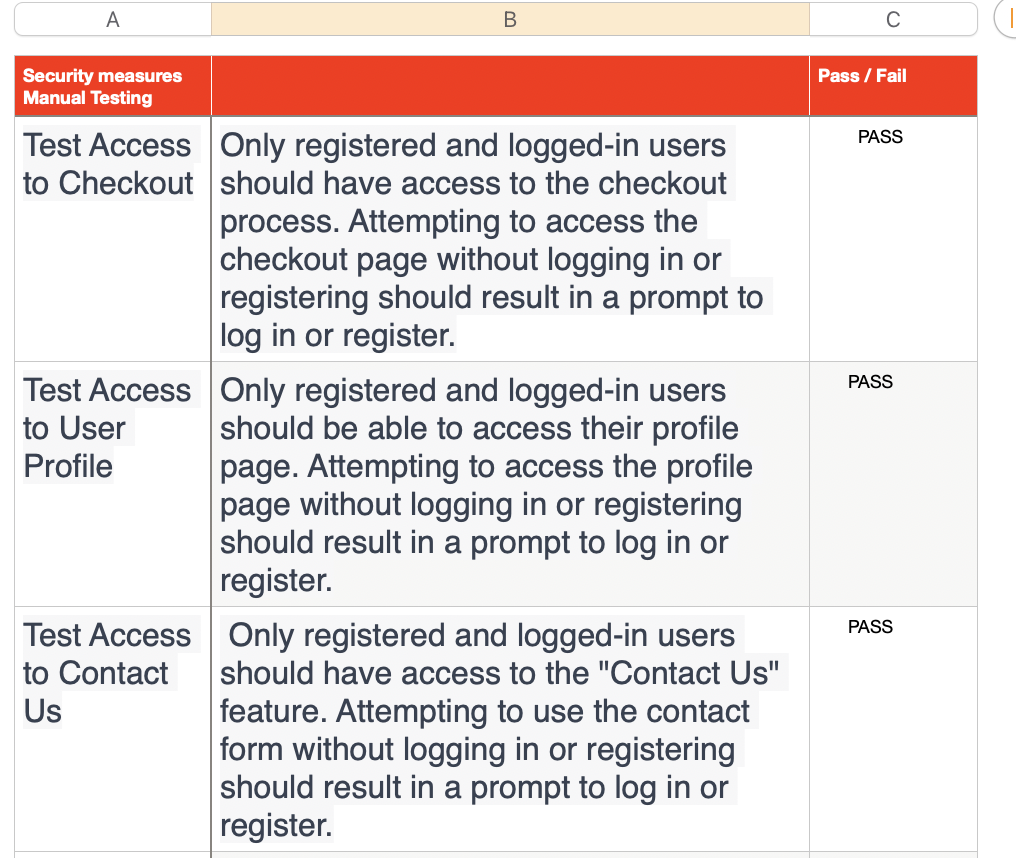 A B C
Security measures Pass / Fail
Manual Testing
Test Access
to Checkout
Only registered and logged-in users
should have access to the checkout
process. Attempting to access the
checkout page without logging in or
registering should result in a prompt to
log in or register.
PASS
Test Access
to User
Profile
Only registered and logged-in users
should be able to access their profile
page. Attempting to access the profile
page without logging in or registering
should result in a prompt to log in or
register.
PASS
Test Access
to Contact
Us
Only registered and logged-in users
should have access to the "Contact Us"
feature. Attempting to use the contact
form without logging in or registering
should result in a prompt to log in or
register.
PASS